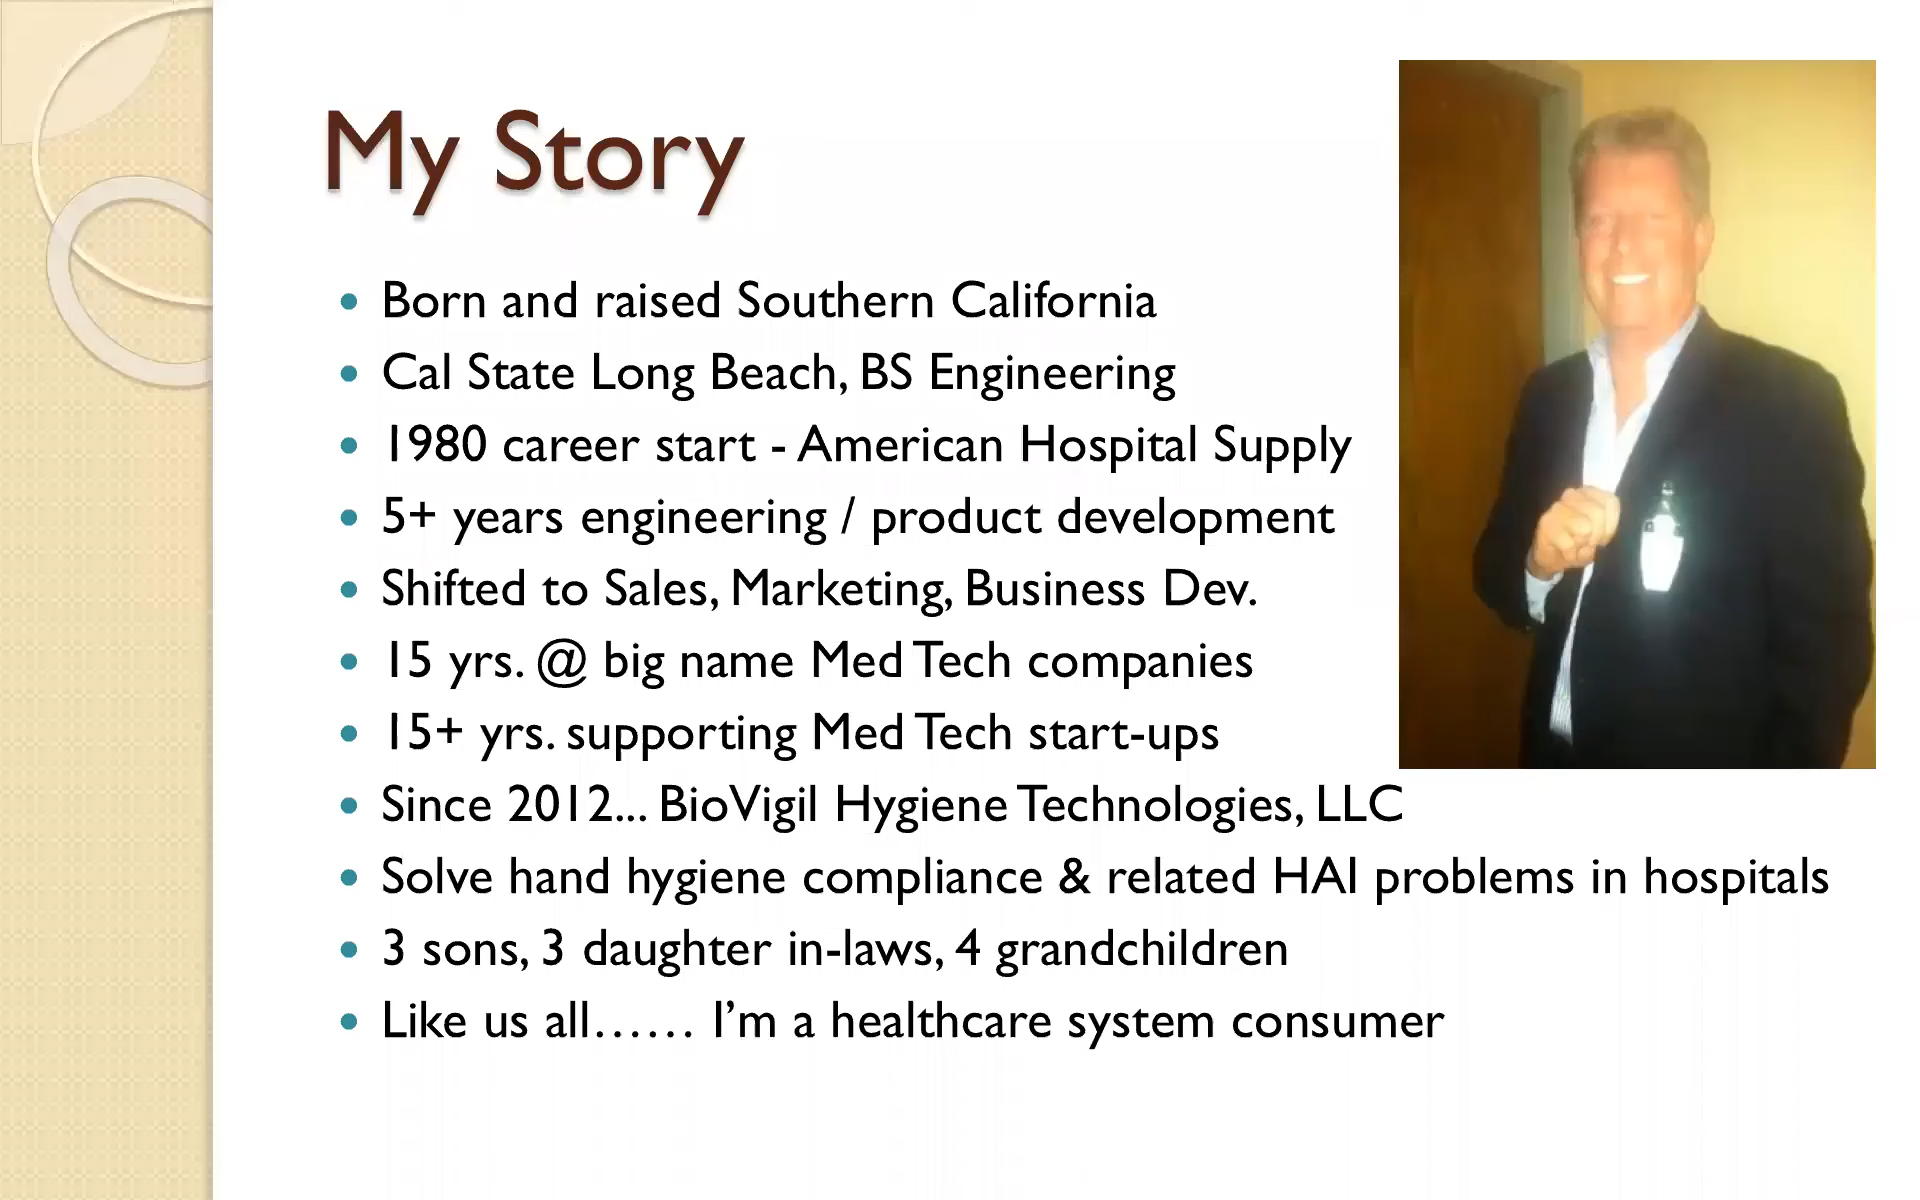 My Story
• Born and raised Southern California
• Cal State Long Beach, BS Engineering
• 1980 career start - American Hospital Supply
• 5+ years engineering / product development
• Shifted to Sales, Marketing, Business Dev.
• 15 yrs. @ big name Med Tech companies
• 15+ yrs. supporting Med Tech start-ups
• Since 2012... BioVigil Hygiene Technologies, LLC
• Solve hand hygiene compliance & related HAI problems in hospitals
• 3 sons, 3 daughter in-laws, 4 grandchildren
• Like us all…… I’m a healthcare system consumer